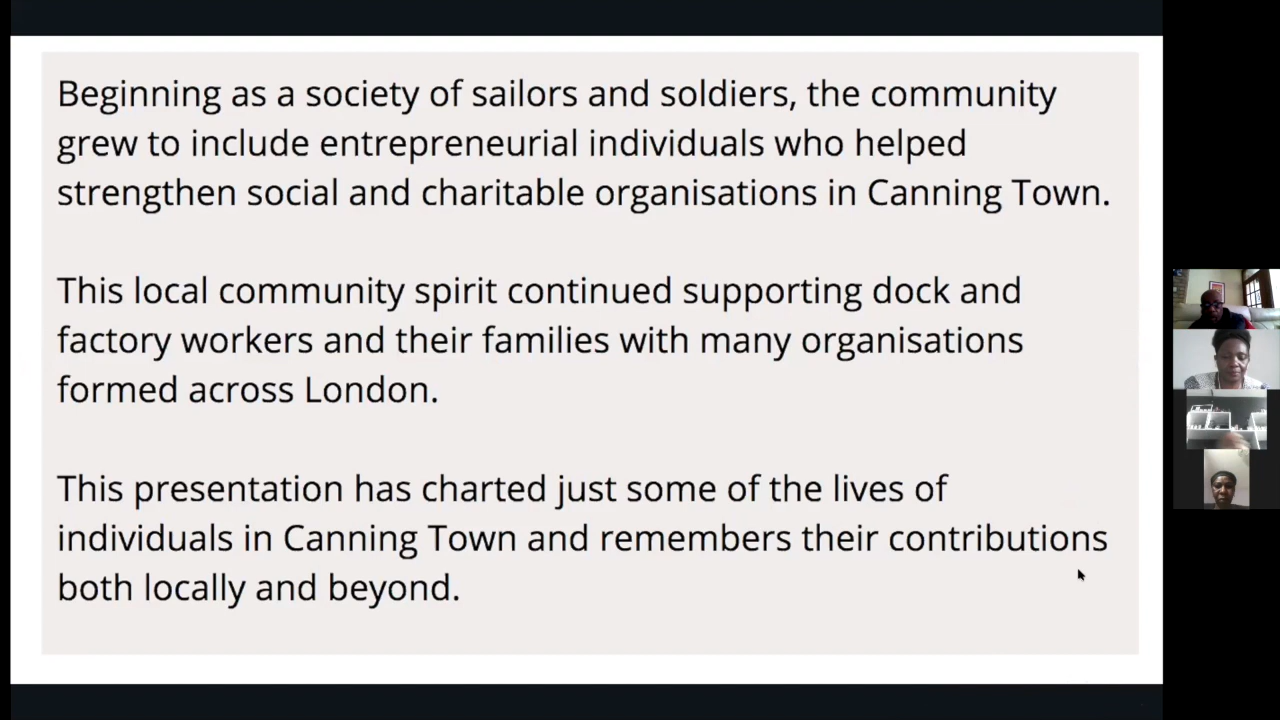 Beginning as a society of sailors and soldiers, the community
grew to include entrepreneurial individuals who helped
strengthen social and charitable organisations in Canning Town.
This local community spirit continued supporting dock and
factory workers and their families with many organisations
formed across London.
This presentation has charted just some of the lives of
individuals in Canning Town and remembers their contributions
both locally and beyond.